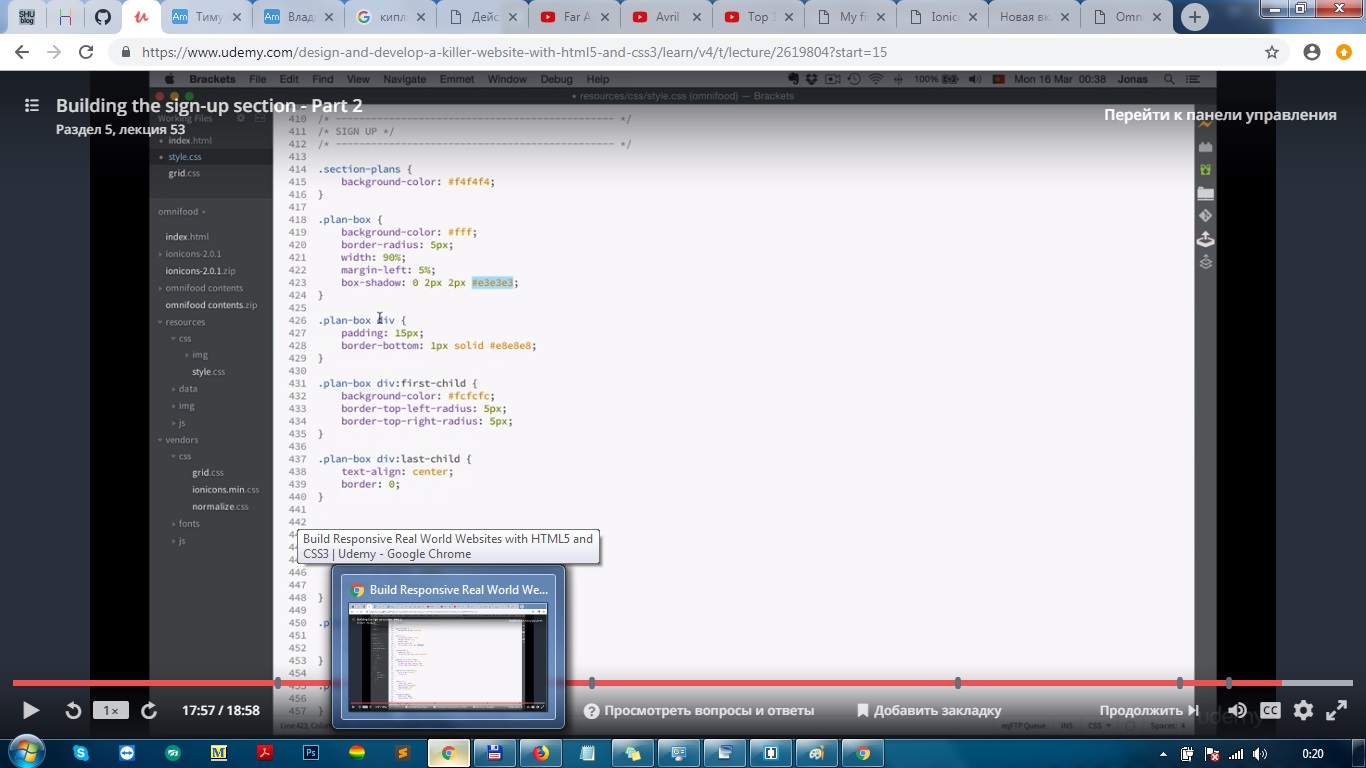 SHU blog
Am Тиму
Am Влад
кипл
Дейс
Far A
Avril
Top 1
My fi
Ionic
Новая вк
Omni
https://www.udemy.com/design-and-develop-a-killer-website-with-html5-and-css3/learn/v4/t/lecture/2619804?start=15
Brackets File Edit Find View Navigate Emmet Window Debug Help 100% Mon 16 Mar 00:38 Jonas
• resources/css/style.css (omnifood) — Brackets
Building the sign-up section - Part 2
Раздел 5, лекция 53
Перейти к панели управления
Working Files
index.html
style.css
grid.css
omnifood
index.html
ionicons-2.0.1
ionicons-2.0.1.zip
omnifood contents
omnifood contents.zip
resources
css
img
style.css
data
img
js
vendors
css
grid.css
ionicons.min.css
normalize.css
fonts
js
410 /* ----------------------------------------------- */
411 /* SIGN UP */
412 /* ----------------------------------------------- */
413
414 .section-plans {
415 background-color: #f4f4f4;
416 }
417
418 .plan-box {
419 background-color: #fff;
420 border-radius: 5px;
421 width: 90%;
422 margin-left: 5%;
423 box-shadow: 0 2px 2px #e3e3e3;
424 }
425
426 .plan-box div {
427 padding: 15px;
428 border-bottom: 1px solid #e8e8e8;
429 }
430
431 .plan-box div:first-child {
432 background-color: #fcfcfc;
433 border-top-left-radius: 5px;
434 border-top-right-radius: 5px;
435 }
436
437 .plan-box div:last-child {
438 text-align: center;
439 border: 0;
440 }
441
442
446
447
448 }
449
450 .p
451
452
453 }
454
456
457 }
Build Responsive Real World Websites with HTML5 and
CSS3 | Udemy - Google Chrome
Build Responsive Real World We...
1×
17:57 / 18:58
Просмотреть вопросы и ответы
Добавить закладку
Продолжить
CC
udemy
INS CSS Spaces: 4
Ps
0:20